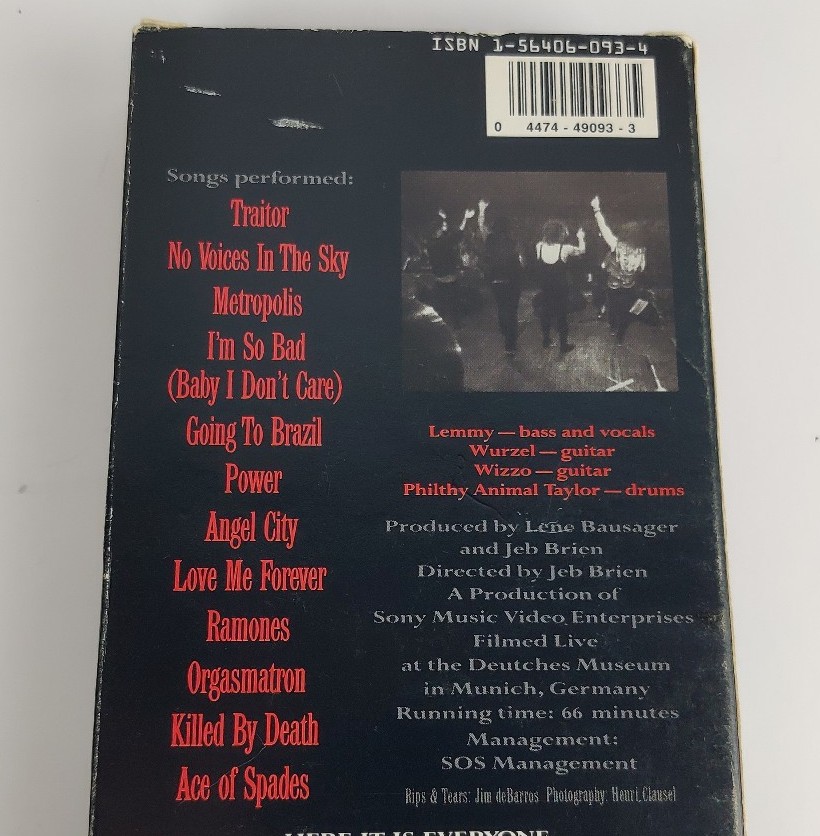 ISBN 1-56406-093-4
0 4474 - 49093 - 3
Songs performed:
Traitor
No Voices In The Sky
Metropolis
I'm So Bad
(Baby I Don't Care)
Going To Brazil
Power
Angel City
Love Me Forever
Ramones
Orgasmatron
Killed By Death
Ace of Spades
Lemmy — bass and vocals
Wurzel — guitar
Wizzo — guitar
Philthy Animal Taylor — drums
Produced by Lene Bausager
and Jeb Brien
Directed by Jeb Brien
A Production of
Sony Music Video Enterprises
Filmed Live
at the Deutches Museum
in Munich, Germany
Running time: 66 minutes
Management:
SOS Management
Rips & Tears: Jim deBarros Photography: Henri Clausel
HERE IT IS EVERYONE